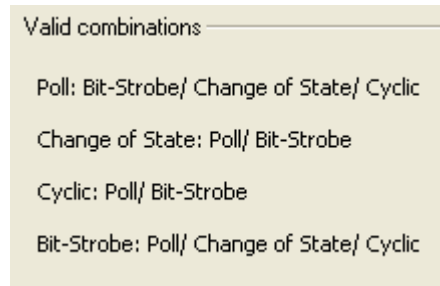 Valid combinations
Poll: Bit-Strobe/ Change of State/ Cyclic
Change of State: Poll/ Bit-Strobe
Cyclic: Poll/ Bit-Strobe
Bit-Strobe: Poll/ Change of State/ Cyclic